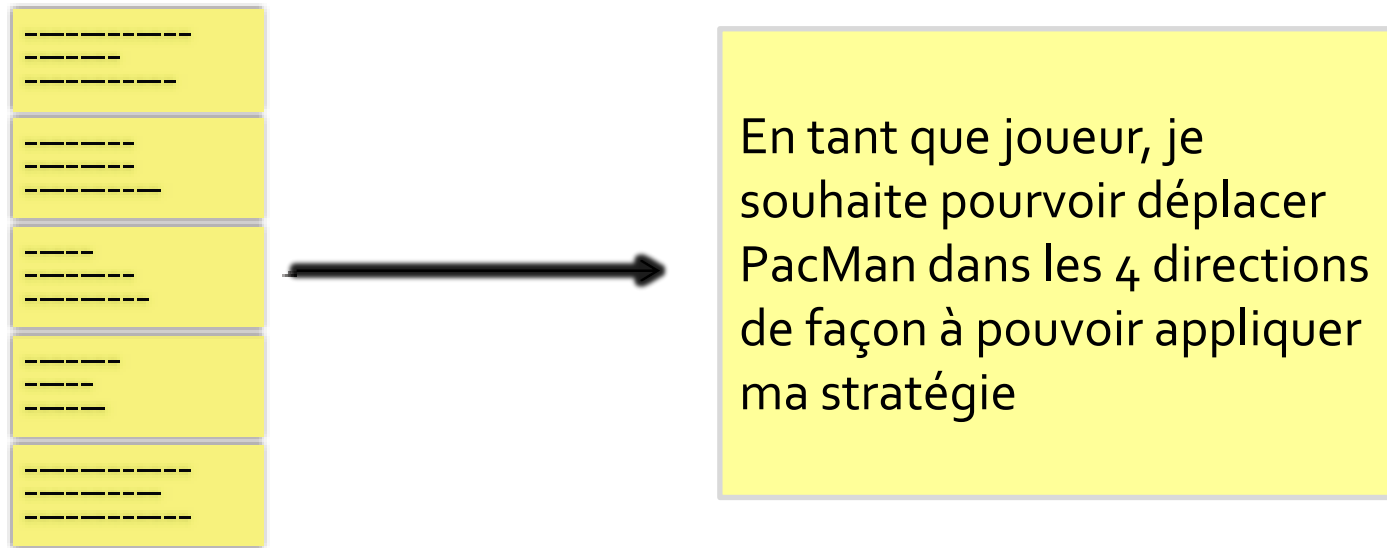 En tant que joueur, je
souhaite pourvoir déplacer
PacMan dans les 4 directions
de façon à pouvoir appliquer
ma stratégie